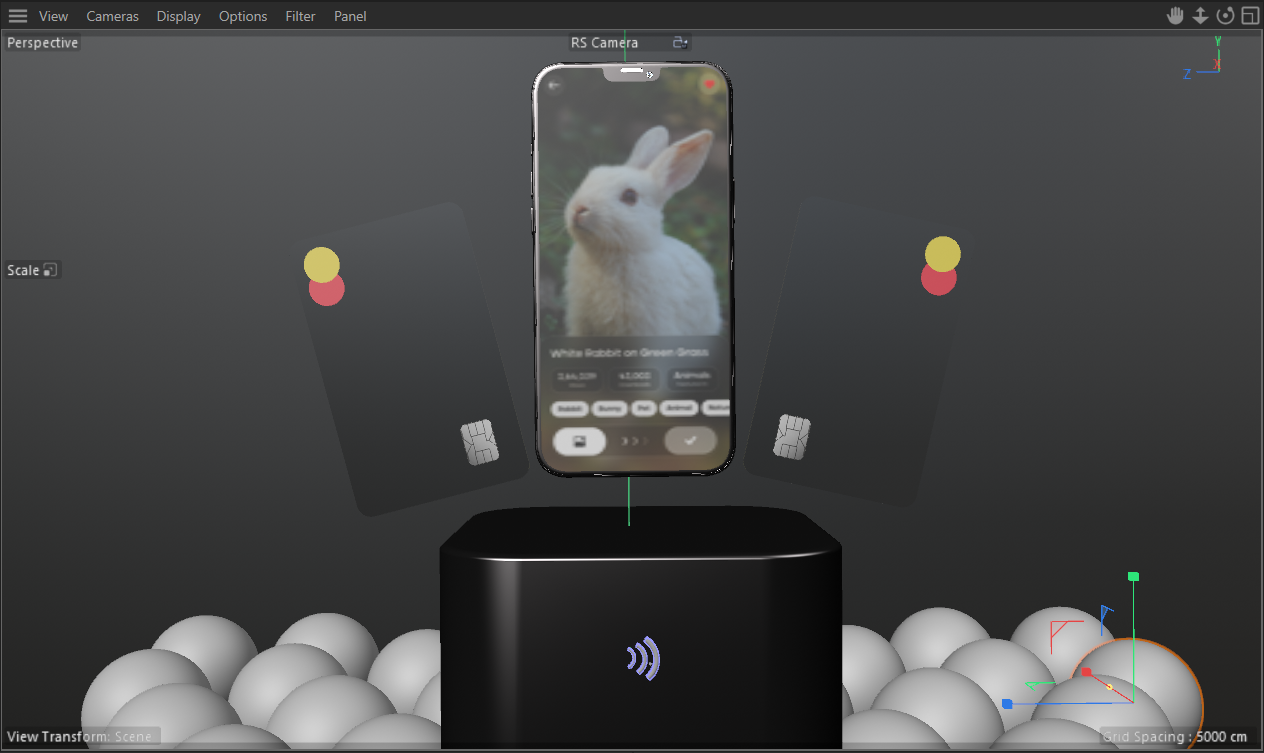 View Cameras Display Options Filter Panel
Perspective
RS Camera
Y
X
Z
Scale
White Rabbit on Green Grass
Animals
Rabbit Bunny Pet Animal
View Transform: Scene
Grid Spacing : 5000 cm